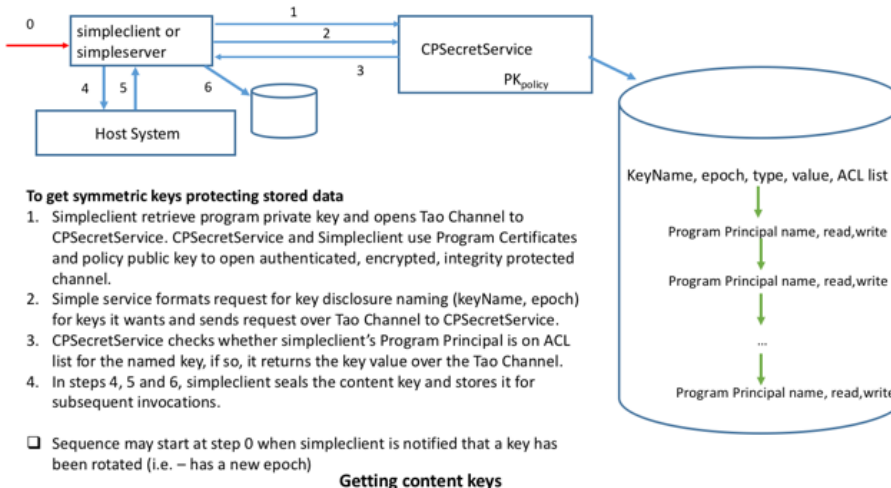 0
1
simpleclient or
simpleserver
2
3
CPSecretService
PKpolicy
4
5
6
Host System
KeyName, epoch, type, value, ACL list
Program Principal name, read,write
Program Principal name, read,write
...
Program Principal name, read,write
To get symmetric keys protecting stored data
1. Simpleclient retrieve program private key and opens Tao Channel to
CPSecretService. CPSecretService and Simpleclient use Program Certificates
and policy public key to open authenticated, encrypted, integrity protected
channel.
2. Simple service formats request for key disclosure naming (keyName, epoch)
for keys it wants and sends request over Tao Channel to CPSecretService.
3. CPSecretService checks whether simpleclient's Program Principal is on ACL
list for the named key, if so, it returns the key value over the Tao Channel.
4. In steps 4, 5 and 6, simpleclient seals the content key and stores it for
subsequent invocations.
❑ Sequence may start at step 0 when simpleclient is notified that a key has
been rotated (i.e. – has a new epoch)
Getting content keys